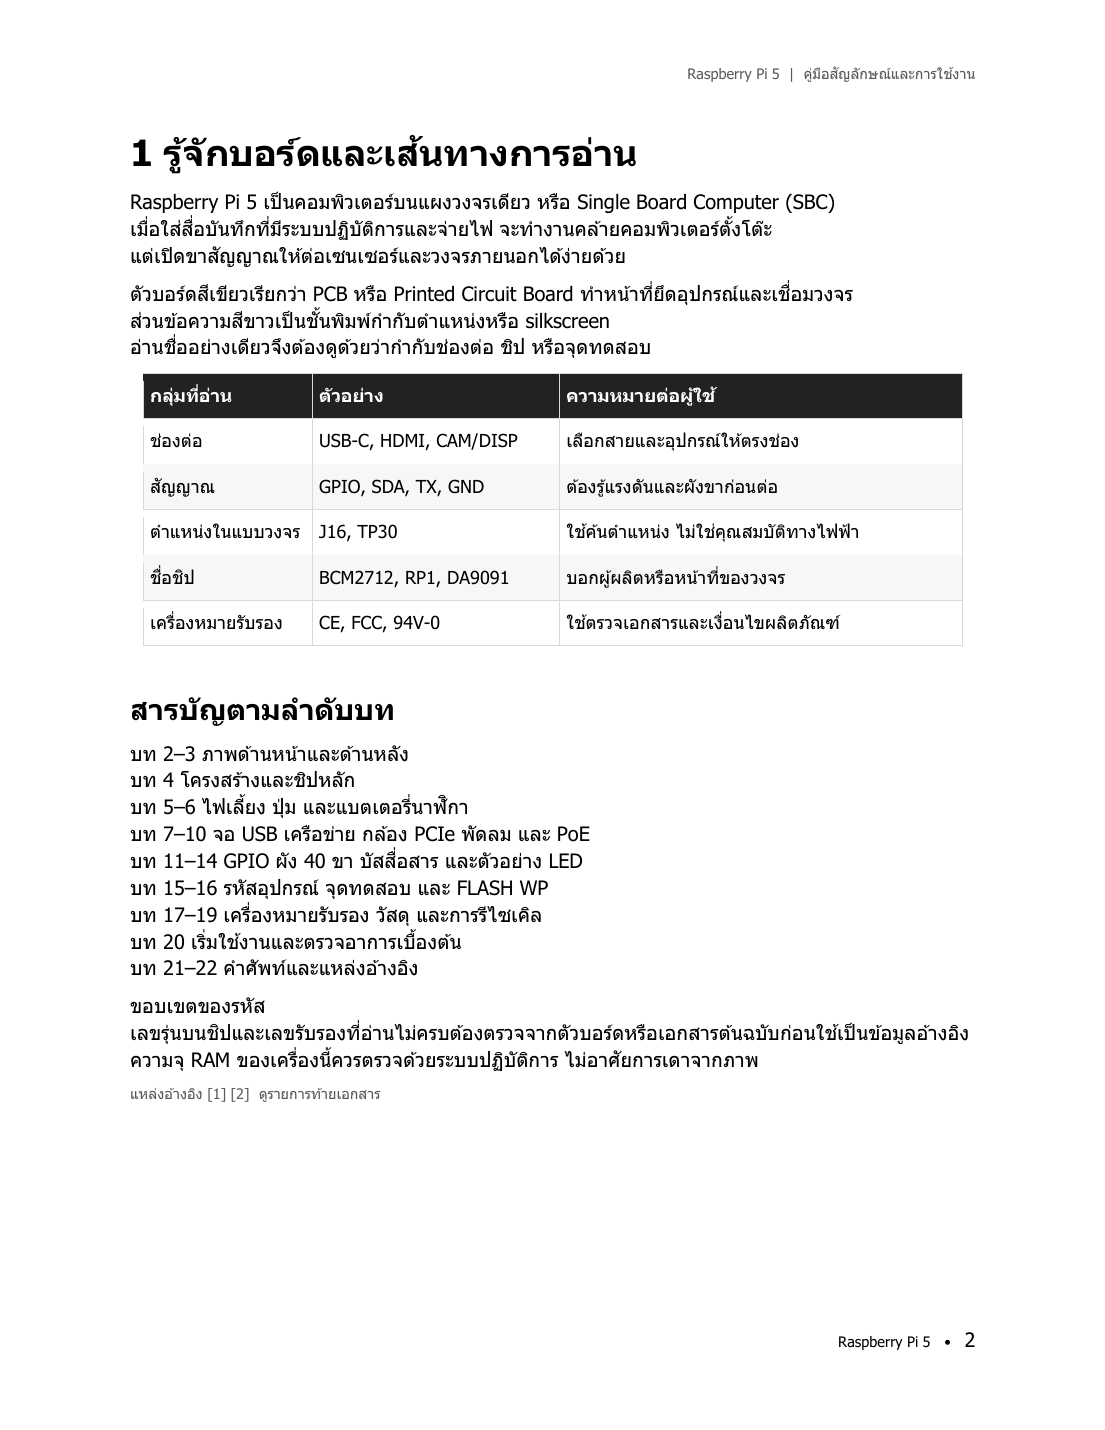 Raspberry Pi 5 | คู่มือสัญลักษณ์และการใช้งาน
1 รู้จักบอร์ดและเส้นทางการอ่าน
Raspberry Pi 5 เป็นคอมพิวเตอร์บนแผงวงจรเดียว หรือ Single Board Computer (SBC)
เมื่อใส่สื่อบันทึกที่มีระบบปฏิบัติการและจ่ายไฟ จะทำงานคล้ายคอมพิวเตอร์ตั้งโต๊ะ
แต่เปิดขาสัญญาณให้ต่อเซนเซอร์และวงจรภายนอกได้ง่ายด้วย
ตัวบอร์ดสีเขียวเรียกว่า PCB หรือ Printed Circuit Board ทำหน้าที่ยึดอุปกรณ์และเชื่อมวงจร
ส่วนข้อความสีขาวเป็นชั้นพิมพ์กำกับตำแหน่งหรือ silkscreen
อ่านชื่ออย่างเดียวจึงต้องดูด้วยว่ากำกับช่องต่อ ชิป หรือจุดทดสอบ
กลุ่มที่อ่าน ตัวอย่าง ความหมายต่อผู้ใช้
ช่องต่อ USB-C, HDMI, CAM/DISP เลือกสายและอุปกรณ์ให้ตรงช่อง
สัญญาณ GPIO, SDA, TX, GND ต้องรู้แรงดันและผังขาก่อนต่อ
ตำแหน่งในแบบวงจร J16, TP30 ใช้ค้นตำแหน่ง ไม่ใช่คุณสมบัติทางไฟฟ้า
ชื่อชิป BCM2712, RP1, DA9091 บอกผู้ผลิตหรือหน้าที่ของวงจร
เครื่องหมายรับรอง CE, FCC, 94V-0 ใช้ตรวจเอกสารและเงื่อนไขผลิตภัณฑ์
สารบัญตามลำดับบท
บท 2–3 ภาพด้านหน้าและด้านหลัง
บท 4 โครงสร้างและชิปหลัก
บท 5–6 ไฟเลี้ยง ปุ่ม และแบตเตอรี่นาฬิกา
บท 7–10 จอ USB เครือข่าย กล้อง PCIe พัดลม และ PoE
บท 11–14 GPIO ผัง 40 ขา บัสสื่อสาร และตัวอย่าง LED
บท 15–16 รหัสอุปกรณ์ จุดทดสอบ และ FLASH WP
บท 17–19 เครื่องหมายรับรอง วัสดุ และการรีไซเคิล
บท 20 เริ่มใช้งานและตรวจอาการเบื้องต้น
บท 21–22 คำศัพท์และแหล่งอ้างอิง
ขอบเขตของรหัส
เลขรุ่นบนชิปและเลขรับรองที่อ่านไม่ครบต้องตรวจจากตัวบอร์ดหรือเอกสารต้นฉบับก่อนใช้เป็นข้อมูลอ้างอิง
ความจุ RAM ของเครื่องนี้ควรตรวจด้วยระบบปฏิบัติการ ไม่อาศัยการเดาจากภาพ
แหล่งอ้างอิง [1] [2] ดูรายการท้ายเอกสาร
Raspberry Pi 5 • 2